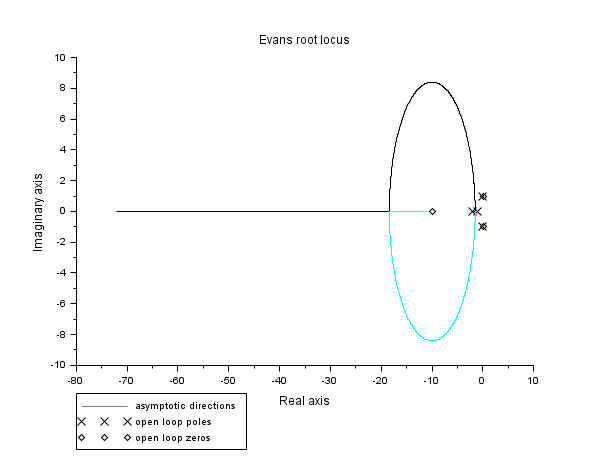 Evans root locus
Imaginary axis
10
8
6
4
2
0
-2
-4
-6
-8
-10
-80 -70 -60 -50 -40 -30 -20 -10 0 10
Real axis
asymptotic directions
open loop poles
open loop zeros